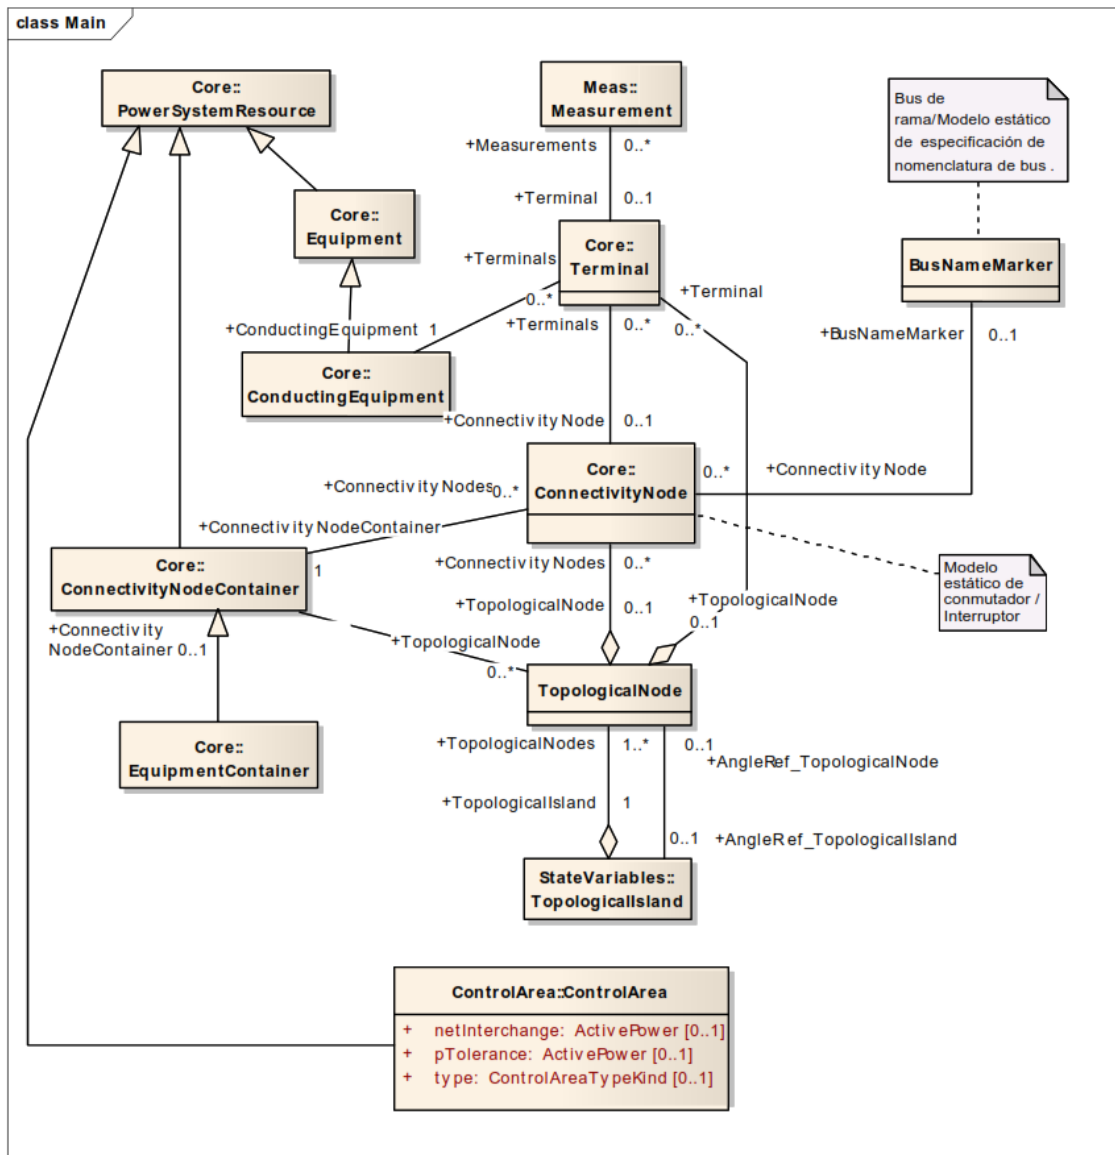 class Main
Core::
PowerSystemResource
Meas::
Measurement
Bus de
rama/Modelo estático
de especificación de
nomenclatura de bus .
+Measurements 0..*
+Terminal 0..1
Core::
Equipment
Core::
Terminal
BusNameMarker
+Terminals
0..*
+Terminal
0..*
+ConductingEquipment 1
+Terminals 0..*
+BusNameMarker 0..1
Core::
ConductingEquipment
+ConnectivityNode 0..1
Core::
ConnectivityNode
0..* +ConnectivityNode
+ConnectivityNodes 0..*
+ConnectivityNodeContainer
1
Core::
ConnectivityNodeContainer
+ConnectivityNodes 0..*
Modelo
estático de
conmutador /
Interruptor
+TopologicalNode 0..1
+TopologicalNode
0..1
+Connectivity
NodeContainer 0..1
+TopologicalNode
0..*
TopologicalNode
Core::
EquipmentContainer
+TopologicalNodes 1..*
0..1
+AngleRef_TopologicalNode
+TopologicalIsland 1
0..1 +AngleRef_TopologicalIsland
StateVariables::
TopologicalIsland
ControlArea::ControlArea
+ netInterchange: ActivePower [0..1]
+ pTolerance: ActivePower [0..1]
+ type: ControlAreaTypeKind [0..1]